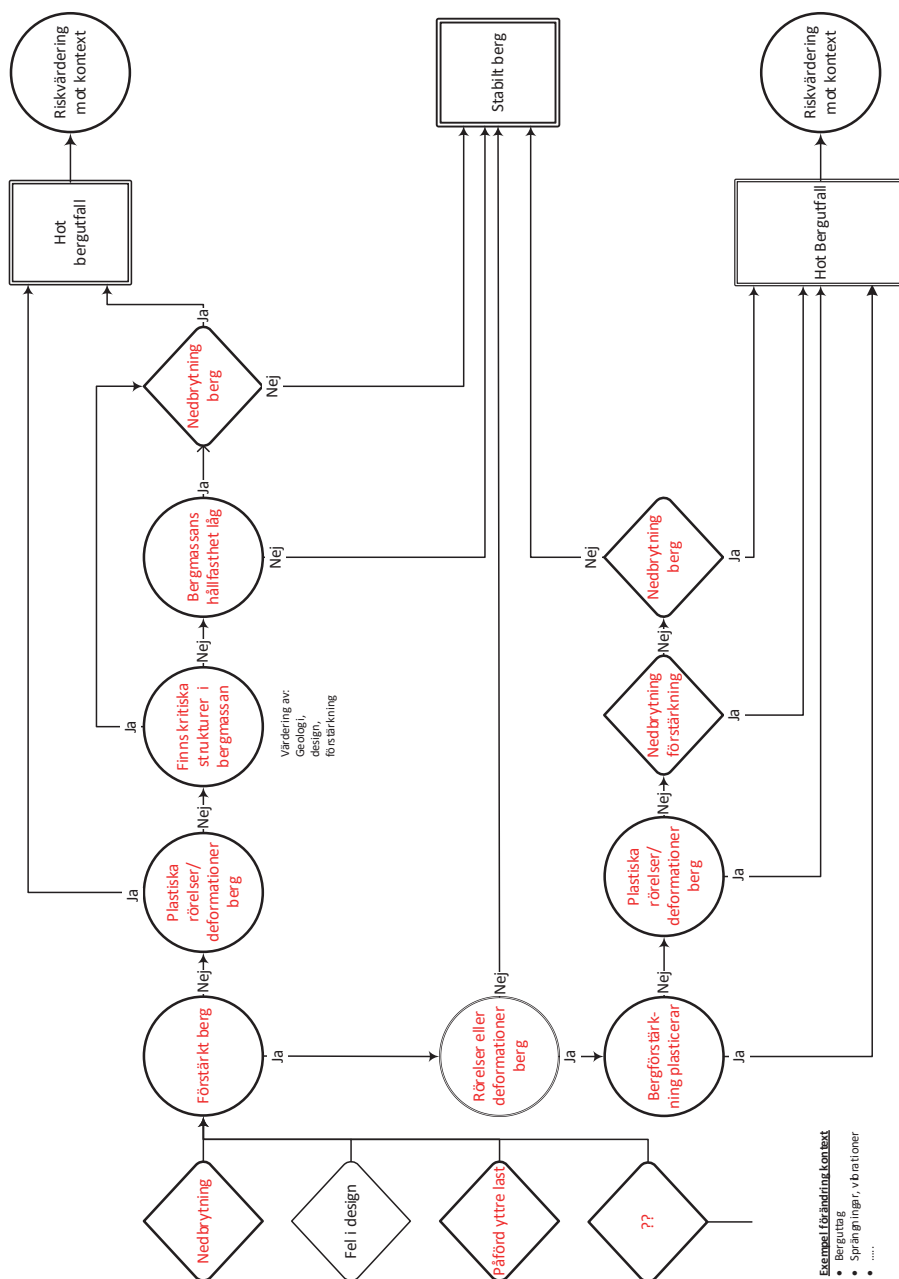 Riskvärdering
mot kontext
Hot
bergutfall
Stabilt berg
Riskvärdering
mot kontext
Hot Bergutfall
Ja
Nedbrytning
berg
Nej
Ja
Bergmassans
hållfasthet låg
Nej
Nej
Ja
Finns kritiska
strukturer i
bergmassan
Värdering av:
Geologi,
design,
förstärkning
Nej
Ja
Plastiska
rörelser/
deformationer
berg
Nej
Förstärkt berg
Ja
Nej
Rörelser eller
deformationer
berg
Ja
Bergförstärk-
ning plasticerar
Nej
Ja
Plastiska
rörelser/
deformationer
berg
Nej
Ja
Nedbrytning
förstärkning
Nej
Ja
Nedbrytning
berg
Nej
Ja
Nedbrytning
Fel i design
Påförd yttre last
??
Exempel förändring kontext
• Berguttag
• Sprängningar, vibrationer
• .....